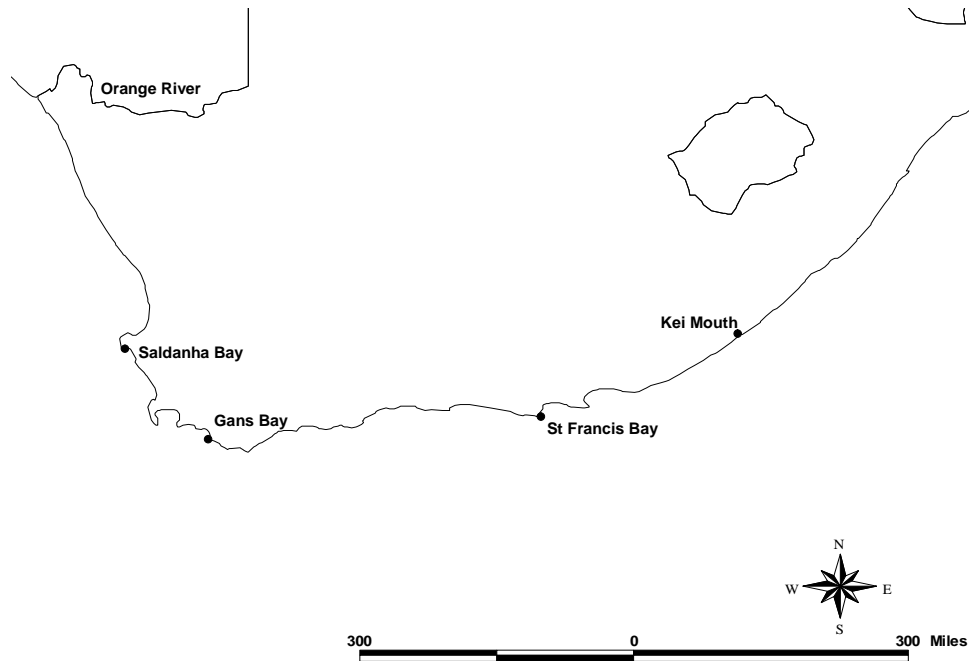 Orange River
Kei Mouth
Saldanha Bay
Gans Bay
St Francis Bay
N
W
E
S
300 0 300 Miles